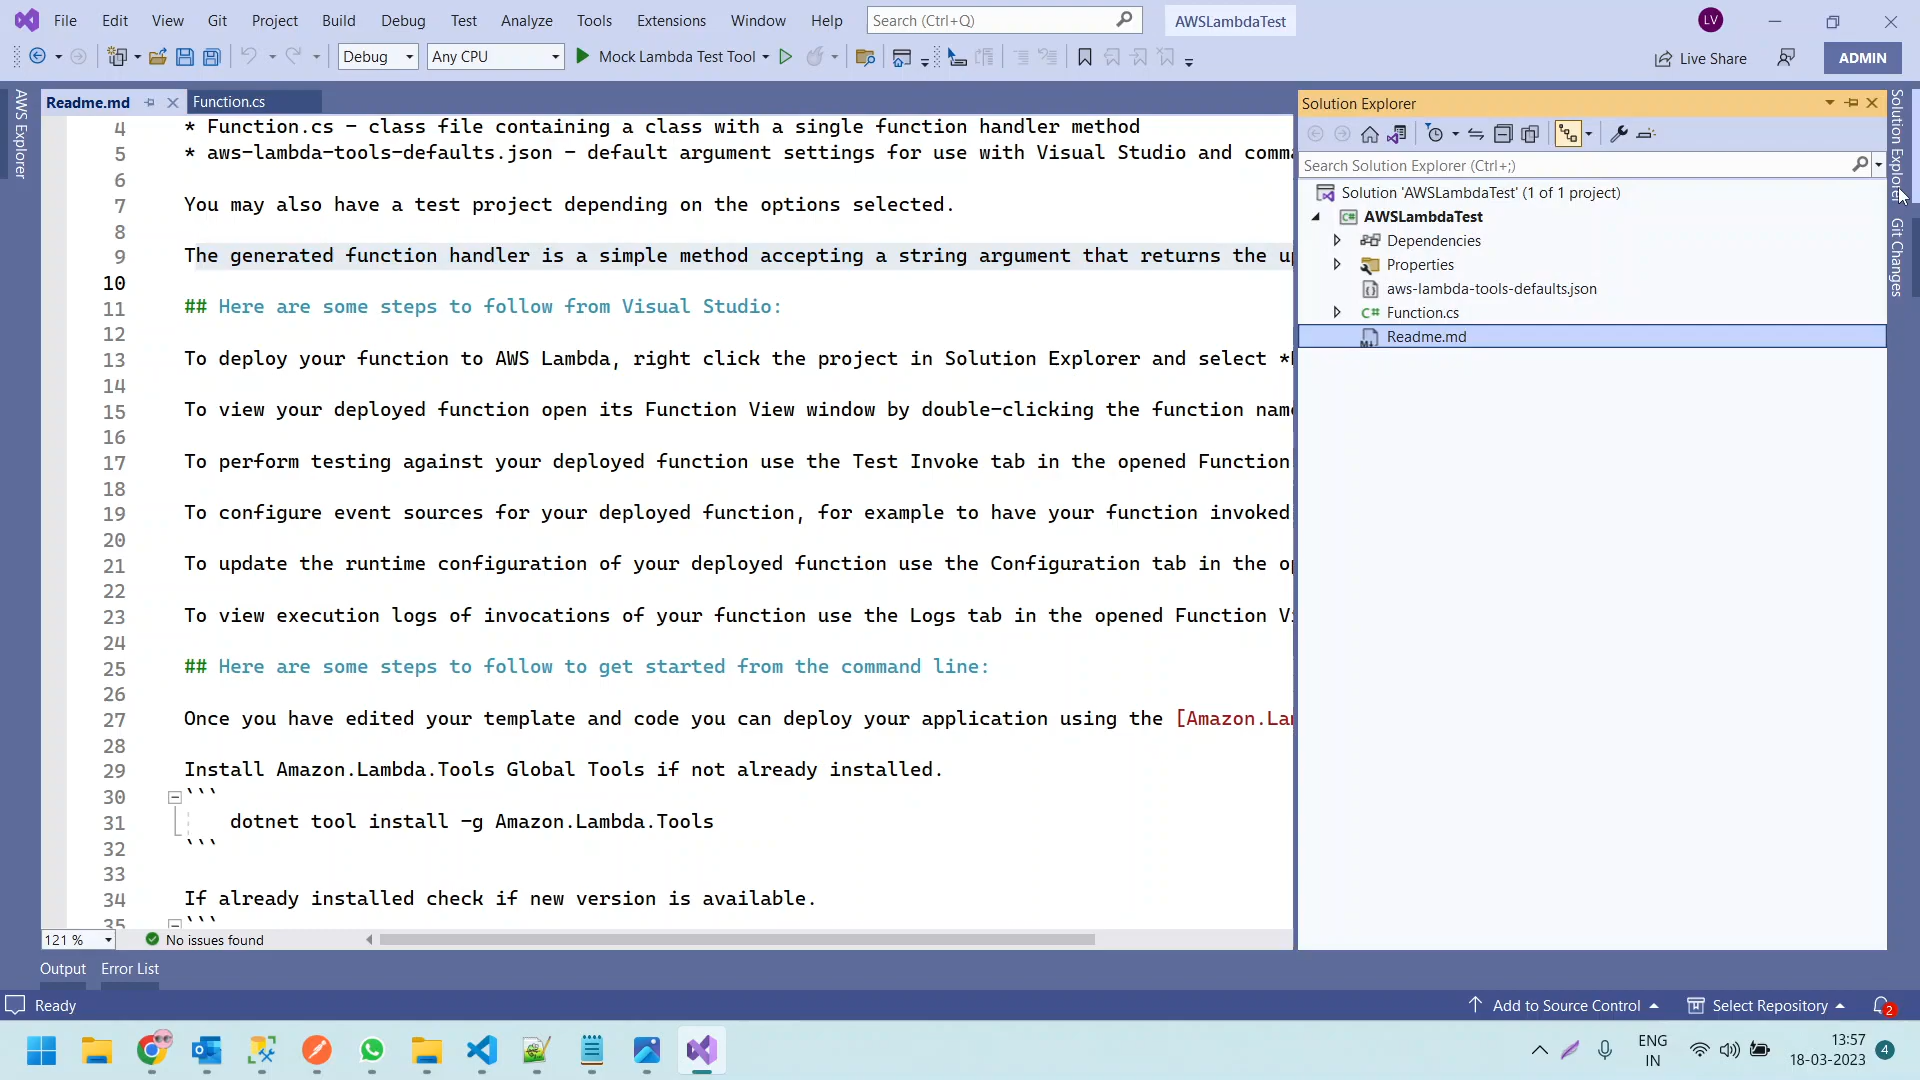 File Edit View Git Project Build Debug Test Analyze Tools Extensions Window Help Search (Ctrl+Q) AWSLambdaTest LV
Debug Any CPU Mock Lambda Test Tool Live Share ADMIN
AWS Explorer
Readme.md Function.cs
4 * Function.cs - class file containing a class with a single function handler method
5 * aws-lambda-tools-defaults.json - default argument settings for use with Visual Studio and comma
6
7 You may also have a test project depending on the options selected.
8
9 The generated function handler is a simple method accepting a string argument that returns the up
10
11 ## Here are some steps to follow from Visual Studio:
12
13 To deploy your function to AWS Lambda, right click the project in Solution Explorer and select *
14
15 To view your deployed function open its Function View window by double-clicking the function name
16
17 To perform testing against your deployed function use the Test Invoke tab in the opened Function
18
19 To configure event sources for your deployed function, for example to have your function invoked
20
21 To update the runtime configuration of your deployed function use the Configuration tab in the op
22
23 To view execution logs of invocations of your function use the Logs tab in the opened Function Vi
24
25 ## Here are some steps to follow to get started from the command line:
26
27 Once you have edited your template and code you can deploy your application using the [Amazon.Lam
28
29 Install Amazon.Lambda.Tools Global Tools if not already installed.
30 ```
31 dotnet tool install -g Amazon.Lambda.Tools
32 ```
33
34 If already installed check if new version is available.
35 ```
121 % No issues found
Solution Explorer
Search Solution Explorer (Ctrl+;)
Solution 'AWSLambdaTest' (1 of 1 project)
C# AWSLambdaTest
Dependencies
Properties
aws-lambda-tools-defaults.json
C# Function.cs
Readme.md
Solution Explorer
Git Changes
Output Error List
Ready Add to Source Control Select Repository 2
ENG
IN
13:57
18-03-2023
4